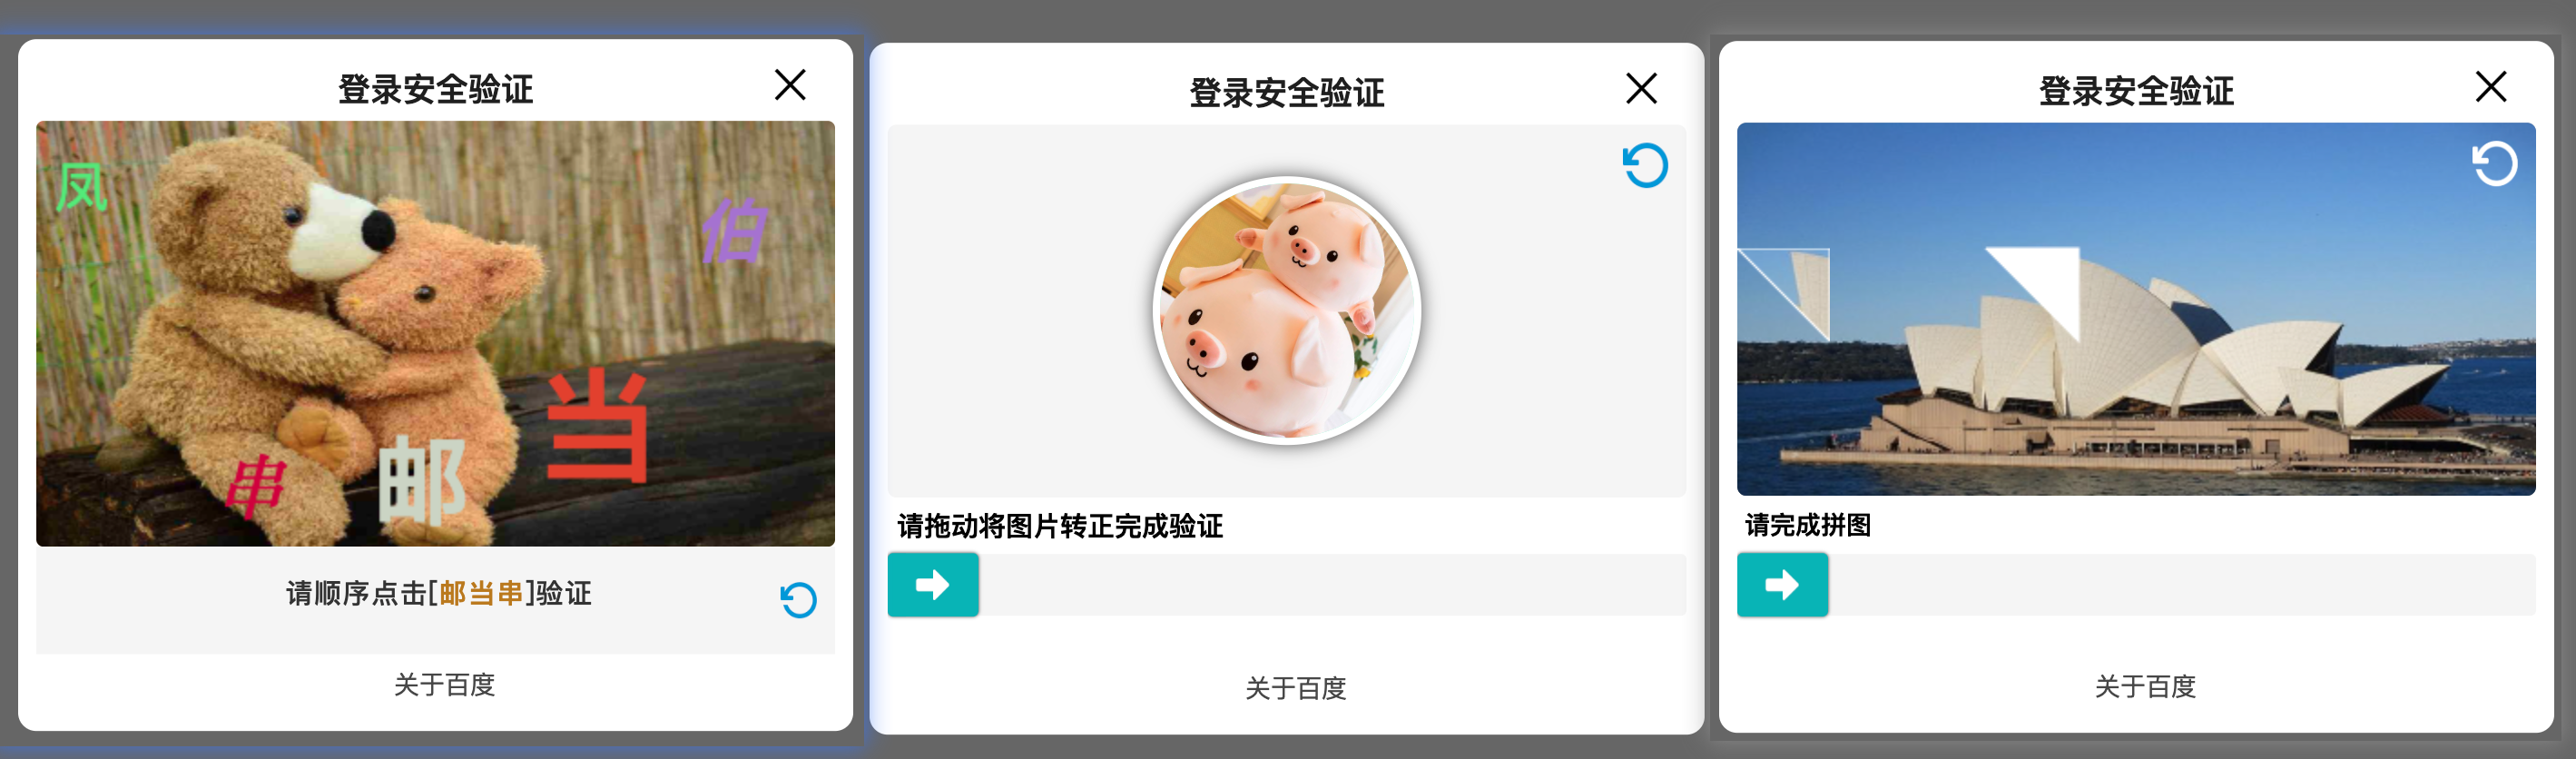 登录安全验证
凤
伯
当
邮
串
请顺序点击[邮当串]验证
关于百度
登录安全验证
请拖动将图片转正完成验证
关于百度
登录安全验证
请完成拼图
关于百度